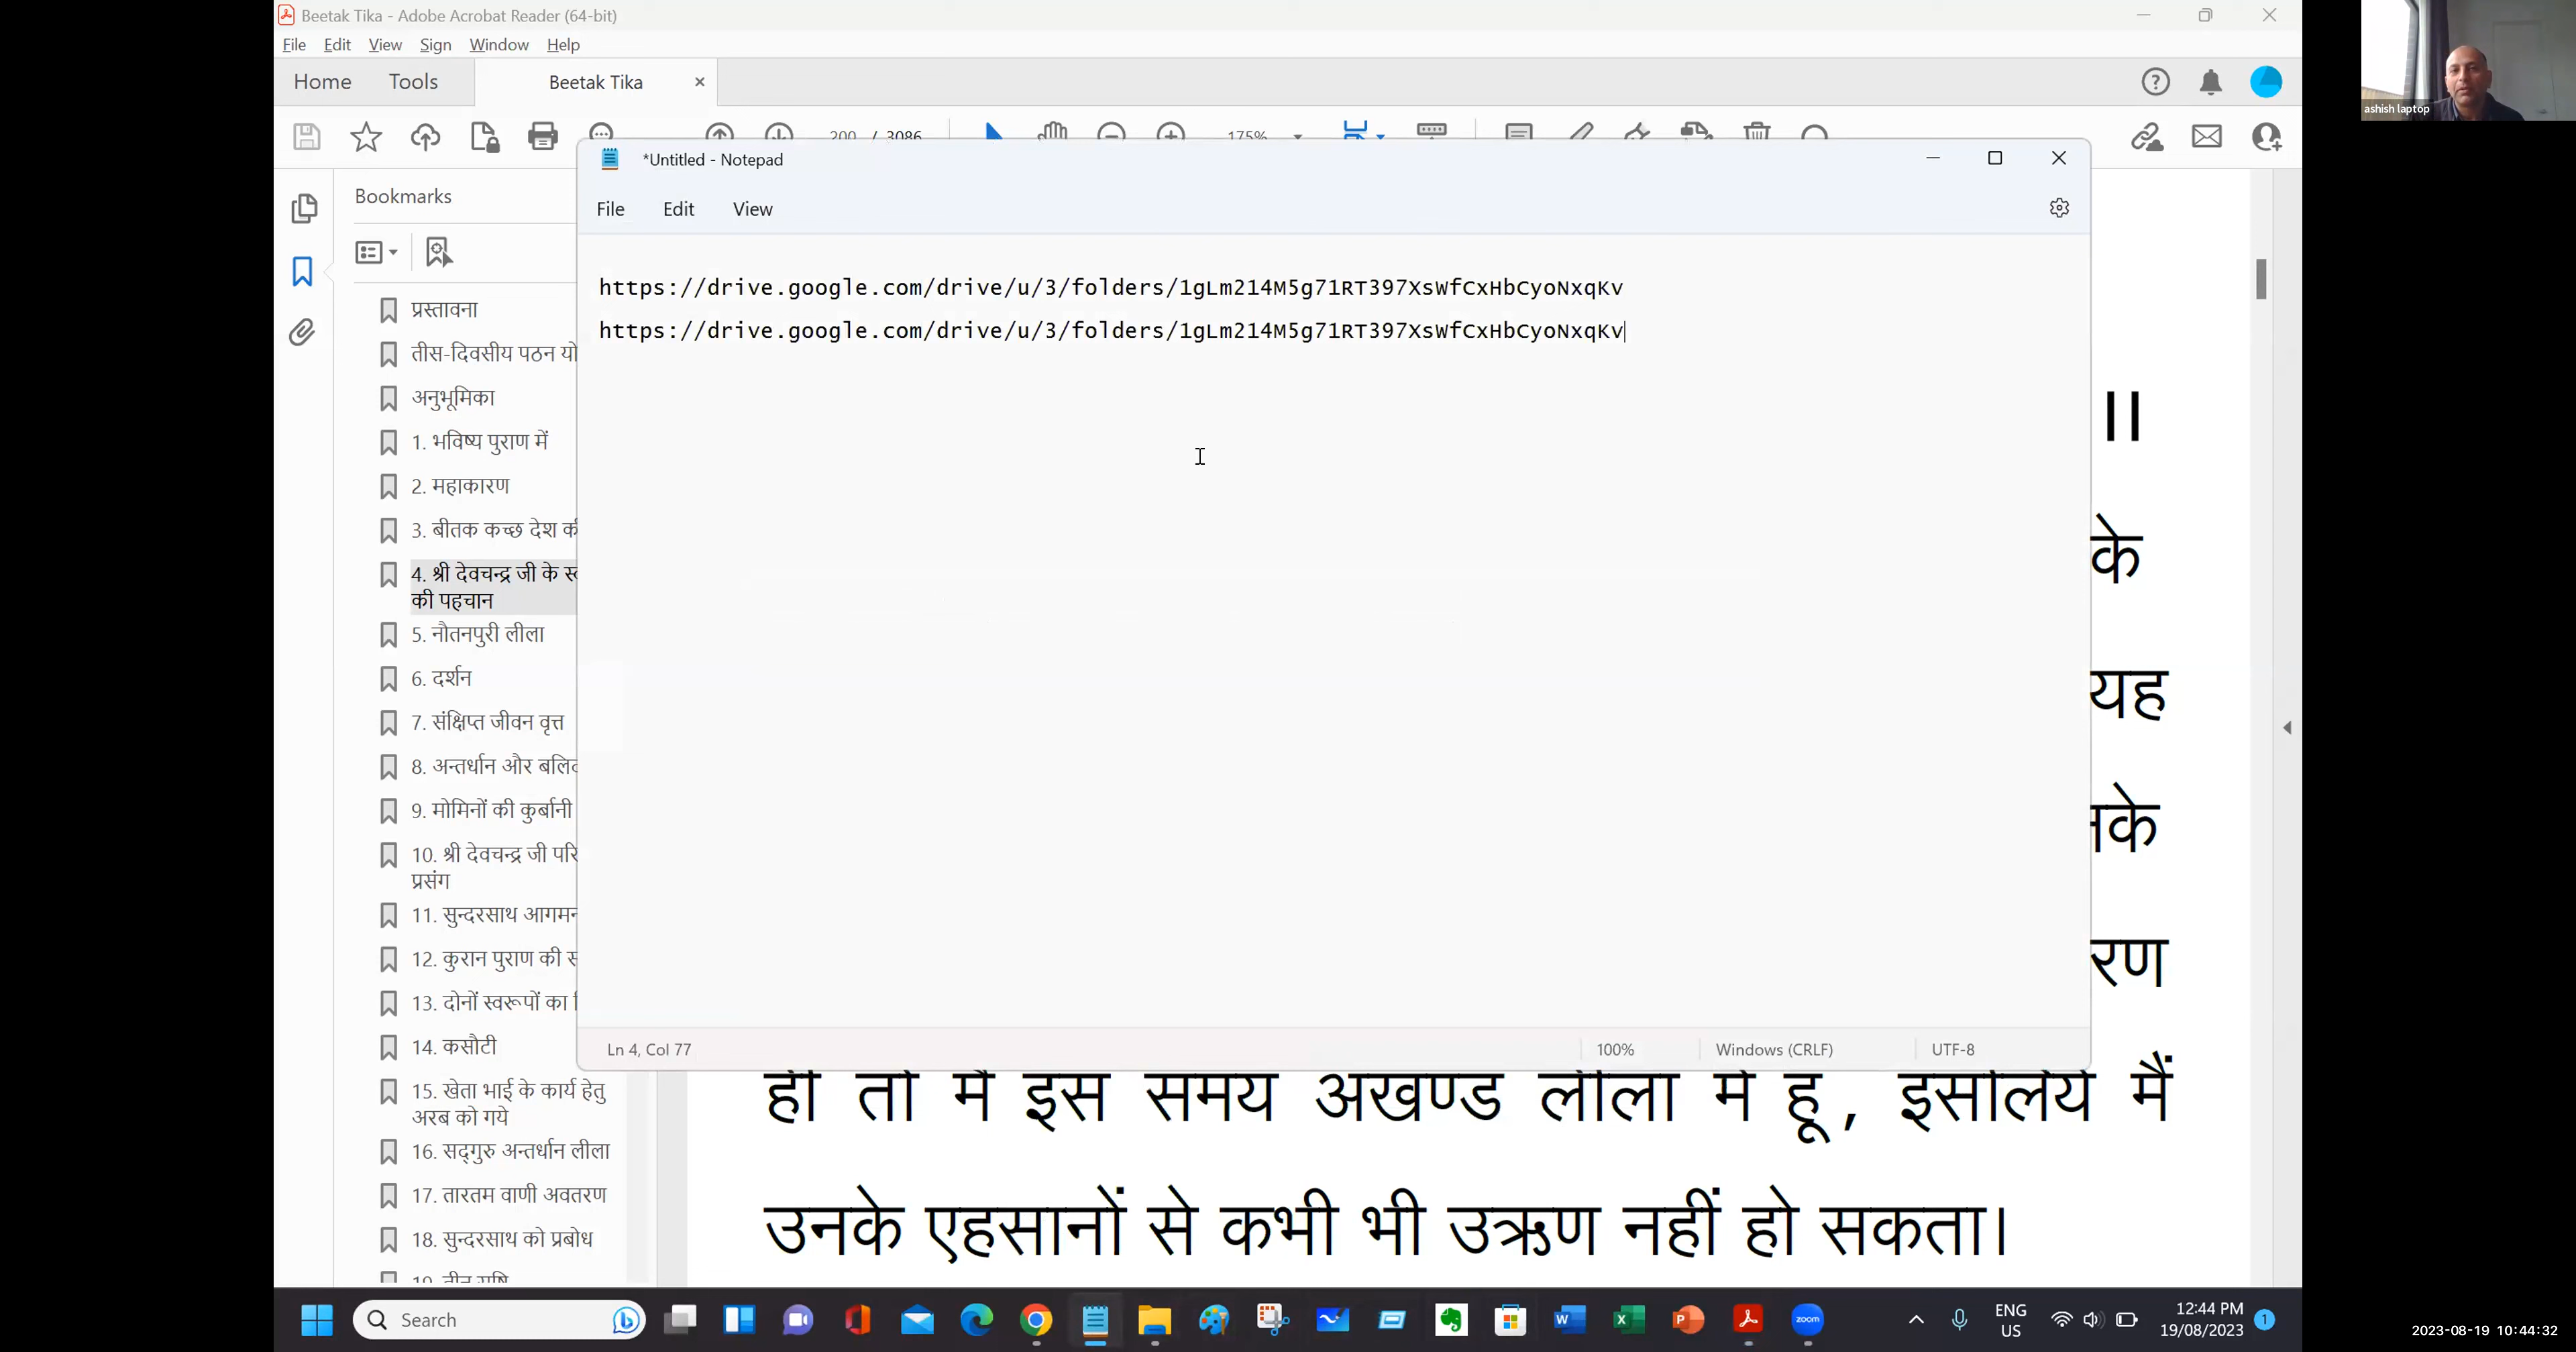 Beetak Tika - Adobe Acrobat Reader (64-bit)
File Edit View Sign Window Help
Home Tools Beetak Tika
200 / 3086 175%
*Untitled - Notepad
File Edit View
https://drive.google.com/drive/u/3/folders/1gLm214M5g71RT397XsWfCxHbCyoNxqKv
https://drive.google.com/drive/u/3/folders/1gLm214M5g71RT397XsWfCxHbCyoNxqKv
Ln 4, Col 77 100% Windows (CRLF) UTF-8
Bookmarks
प्रस्तावना
तीस-दिवसीय पठन
अनुभूमिका
1. भविष्य पुराण में
2. महाकारण
3. बीतक कच्छ देश
4. श्री देवचन्द्र जी के
की पहचान
5. नौतनपुरी लीला
6. दर्शन
7. संक्षिप्त जीवन वृत्त
8. अन्तर्धान और
9. मोमिनों की कुर्बानी
10. श्री देवचन्द्र जी
प्रसंग
11. सुन्दरसाथ
12. कुरान पुराण की
13. दोनों स्वरूपों का
14. कसौटी
15. खेता भाई के कार्य हेतु
अरब को गये
16. सद्गुरु अन्तर्धान लीला
17. तारतम वाणी अवतरण
18. सुन्दरसाथ को प्रबोध
॥
के
यह
हो तो मैं इस समय अखण्ड लीला में हूँ, इसलिये मैं
उनके एहसानों से कभी भी उऋण नहीं हो सकता।
Search
zoom
ENG
US
12:44 PM
19/08/2023
1
ashish laptop
2023-08-19 10:44:32